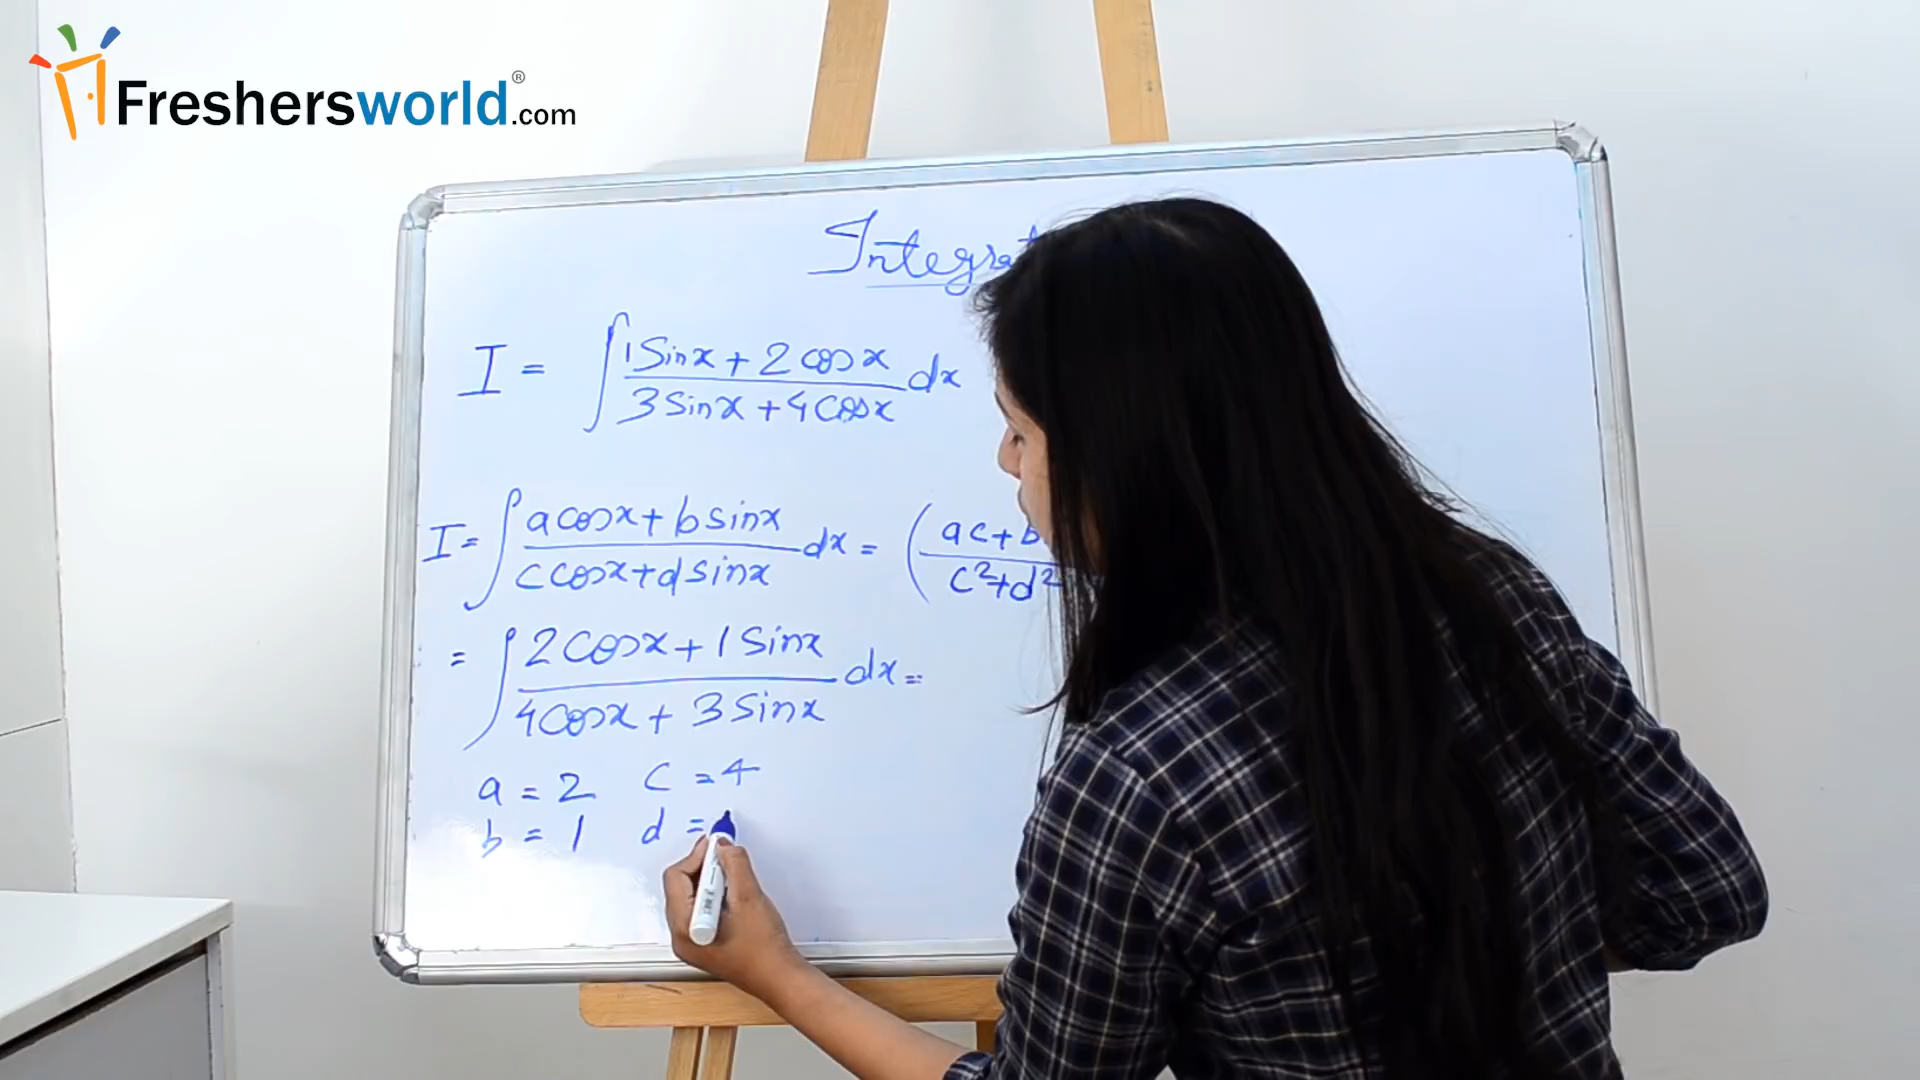 Freshersworld.com®
I = ∫ 1 Sinx + 2 cosx / 3 Sinx + 4 Cosx dx
I = ∫ a cosx + b sinx / c cosx + d sinx dx = ( ac + b / c² + d²
= ∫ 2 Cosx + 1 Sinx / 4 Cosx + 3 Sinx dx =
a = 2 c = 4
b = 1 d =